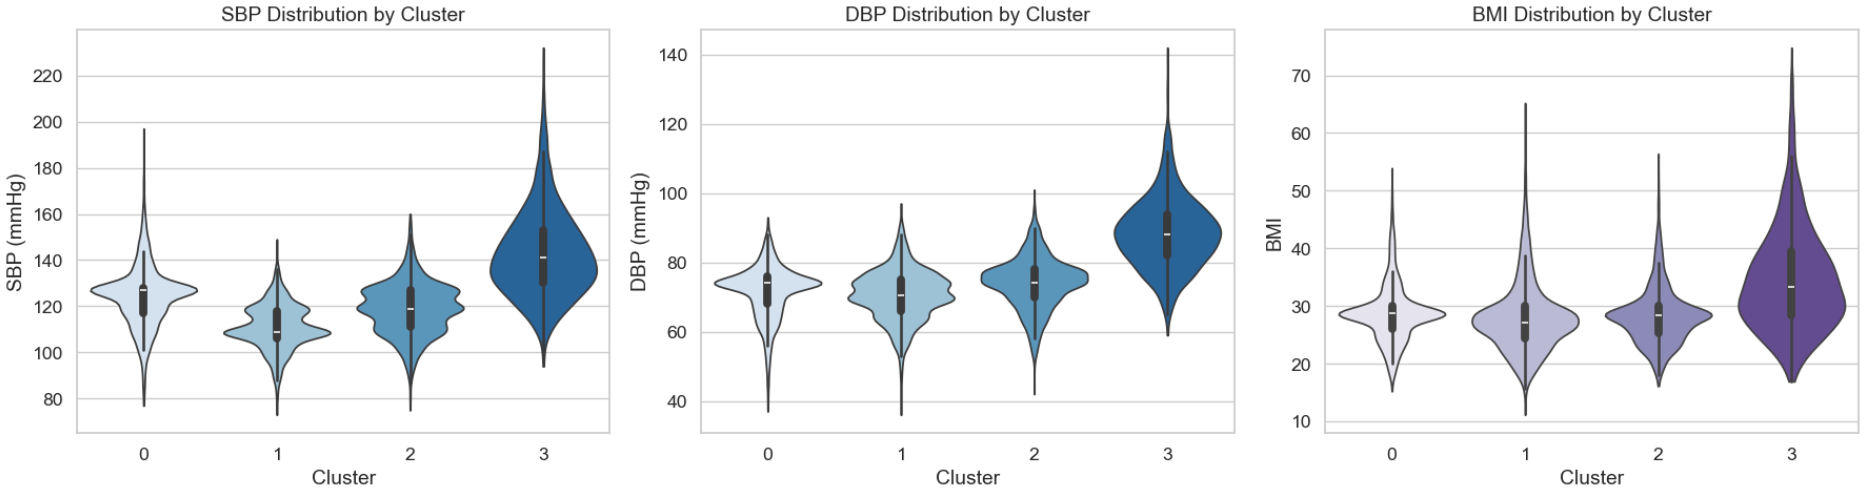 SBP Distribution by Cluster
SBP (mmHg)
220
200
180
160
140
120
100
80
0 1 2 3
Cluster
DBP Distribution by Cluster
DBP (mmHg)
140
120
100
80
60
40
0 1 2 3
Cluster
BMI Distribution by Cluster
BMI
70
60
50
40
30
20
10
0 1 2 3
Cluster